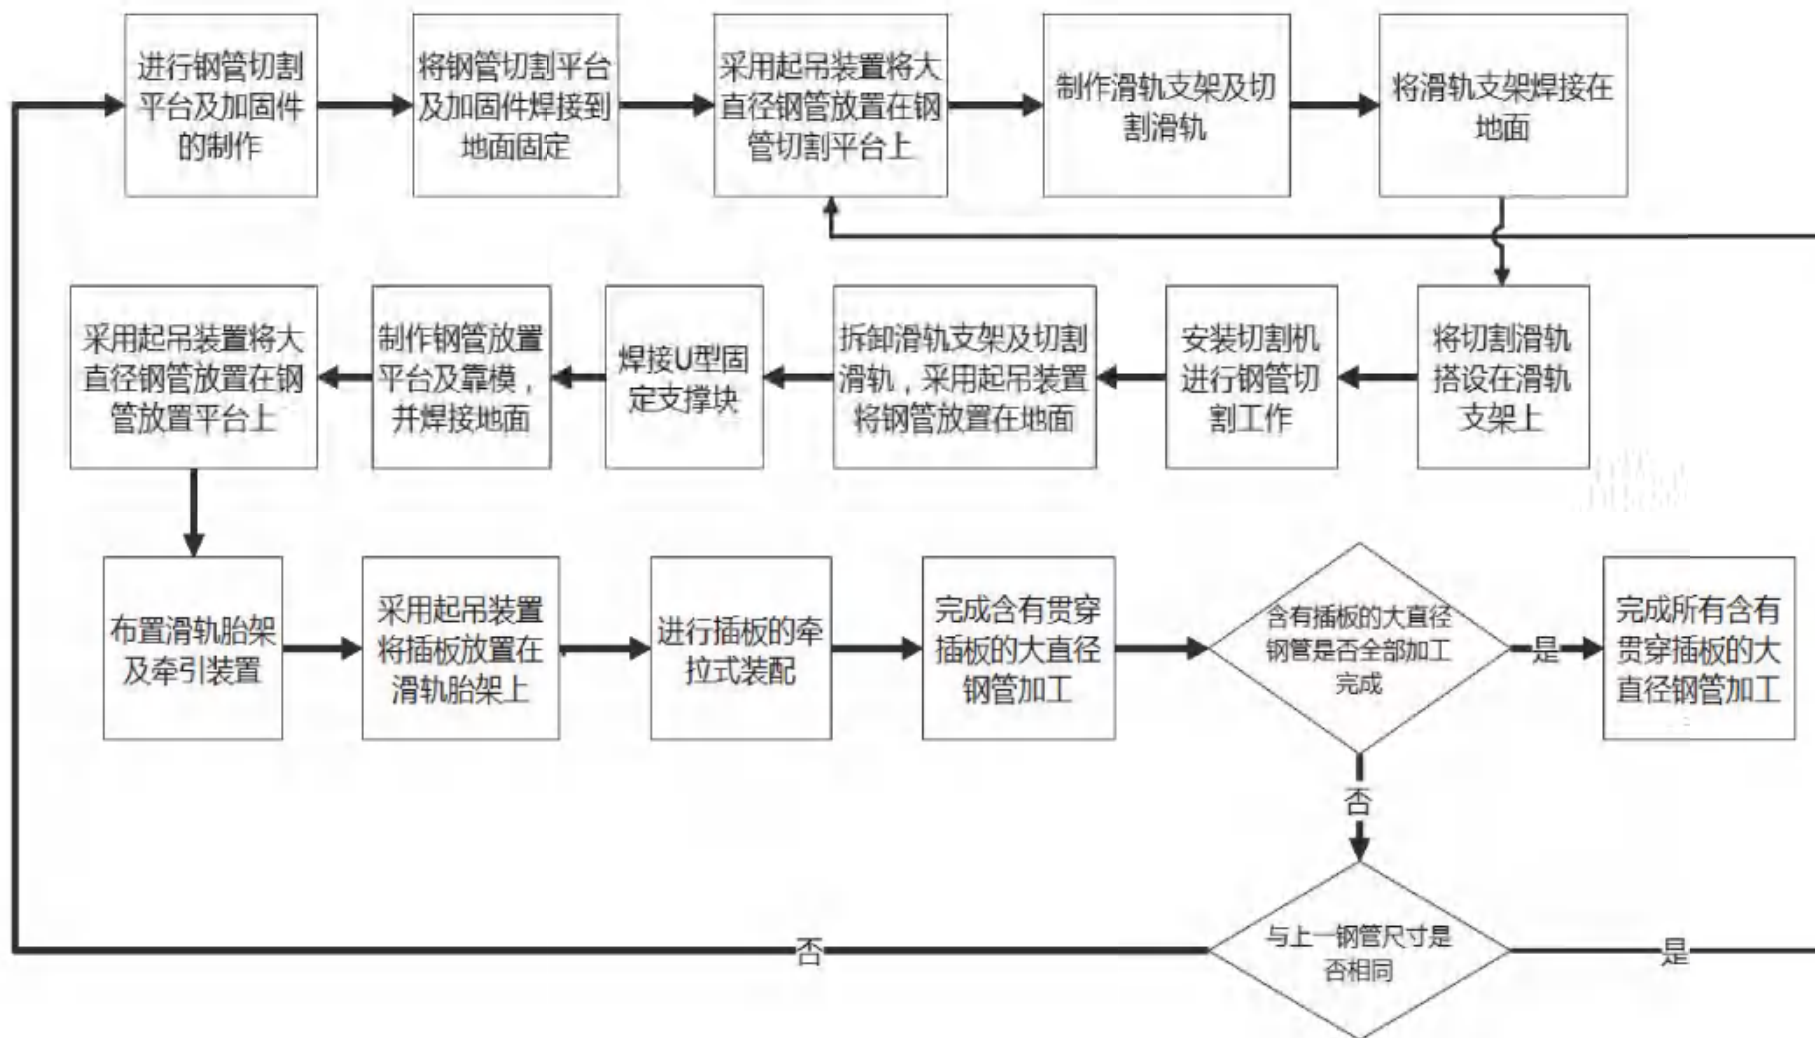 进行钢管切割
平台及加固件
的制作
将钢管切割平台
及加固件焊接到
地面固定
采用起吊装置将大
直径钢管放置在钢
管切割平台上
制作滑轨支架及切
割滑轨
将滑轨支架焊接在
地面
采用起吊装置将大
直径钢管放置在钢
管放置平台上
制作钢管放置
平台及靠模，
并焊接地面
焊接U型固
定支撑块
拆卸滑轨支架及切割
滑轨，采用起吊装置
将钢管放置在地面
安装切割机
进行钢管切
割工作
将切割滑轨
搭设在滑轨
支架上
布置滑轨胎架
及牵引装置
采用起吊装置
将插板放置在
滑轨胎架上
进行插板的牵
拉式装配
完成含有贯穿
插板的大直径
钢管加工
含有插板的大直径
钢管是否全部加工
完成
是
完成所有含有
贯穿插板的大
直径钢管加工
否
与上一钢管尺寸是
否相同
否
是